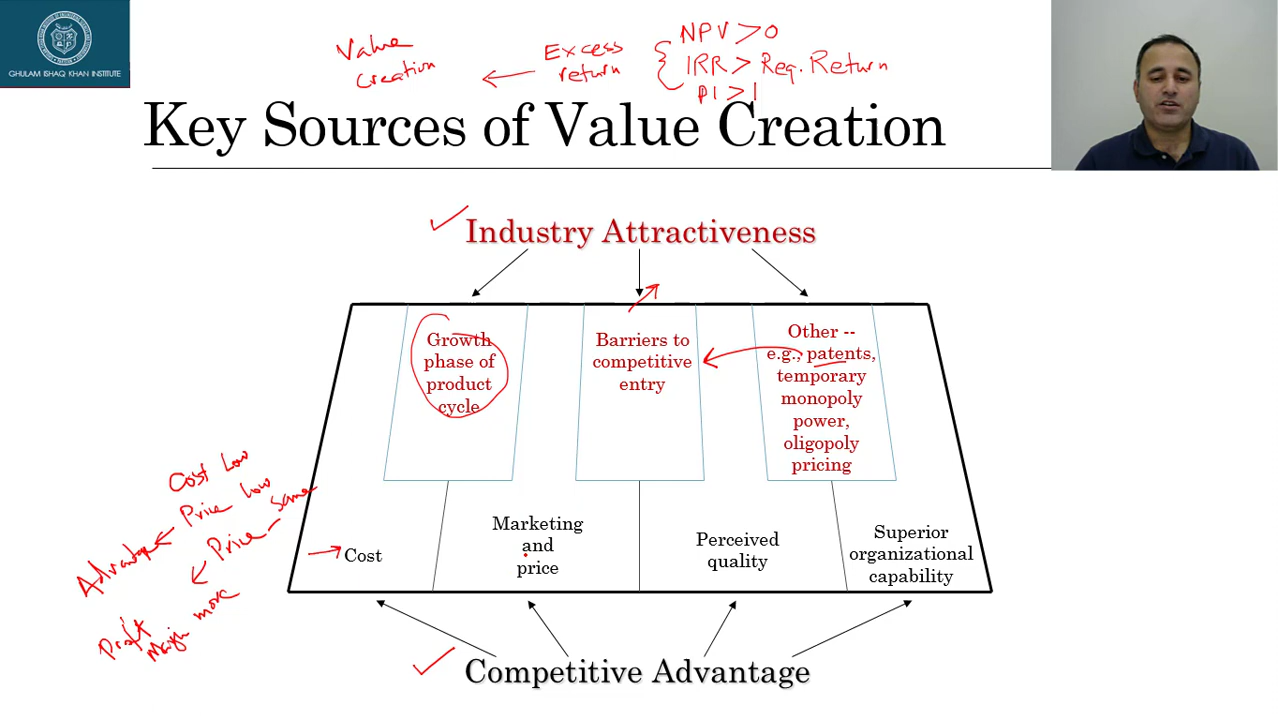 GHULAM ISHAQ KHAN INSTITUTE
Value
creation
Excess
return
NPV > 0
IRR > Req. Return
PI > 1
Key Sources of Value Creation
Industry Attractiveness
Growth
phase of
product
cycle
Barriers to
competitive
entry
Other --
e.g., patents,
temporary
monopoly
power,
oligopoly
pricing
Cost low
Price low
Price - same
Advantage
Profit
Margin more
Cost
Marketing
and
price
Perceived
quality
Superior
organizational
capability
Competitive Advantage